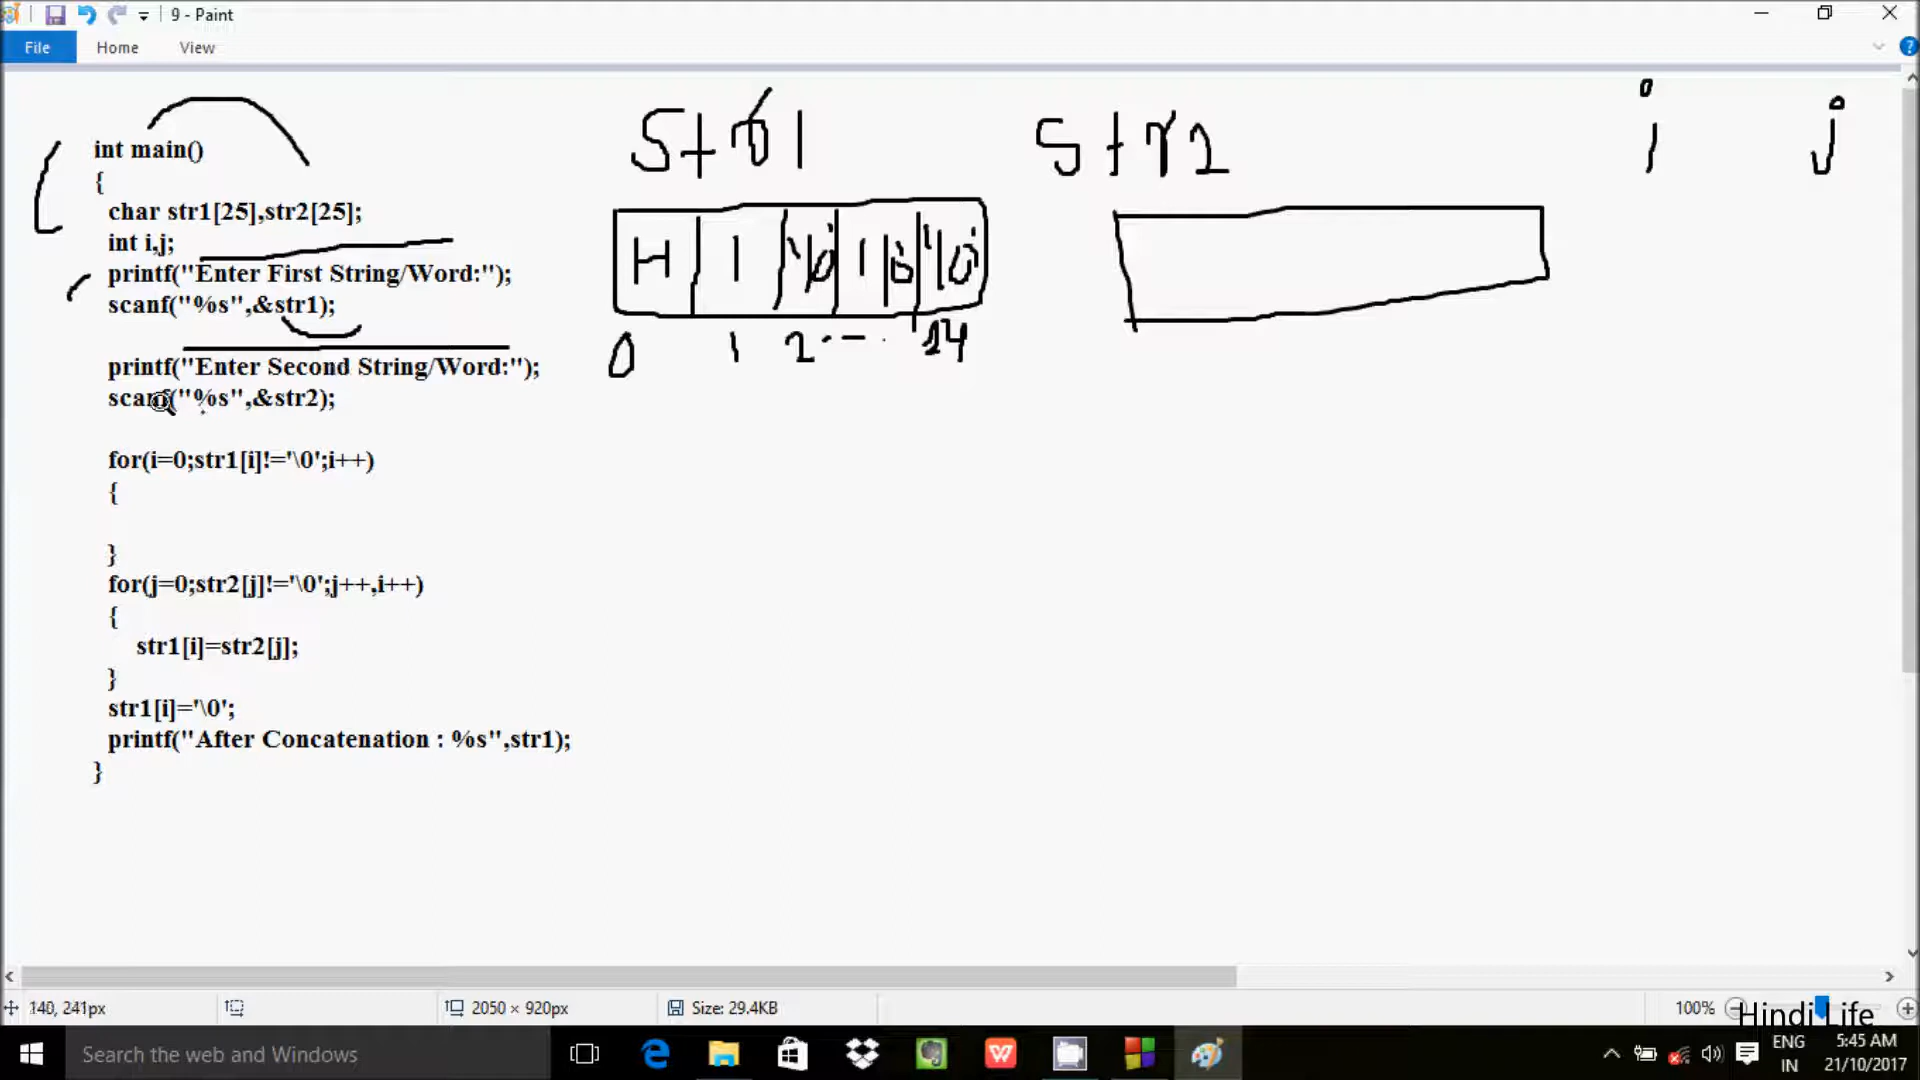 9 - Paint
File Home View
int main()
{
char str1[25],str2[25];
int i,j;
printf("Enter First String/Word:");
scanf("%s",&str1);
printf("Enter Second String/Word:");
scanf("%s",&str2);
for(i=0;str1[i]!='\0';i++)
{
}
for(j=0;str2[j]!='\0';j++,i++)
{
str1[i]=str2[j];
}
str1[i]='\0';
printf("After Concatenation : %s",str1);
}
Str1 Str2 i j
H I \0
0 1 2 24
140, 241px 2050 × 920px Size: 29.4KB 100%
Hindi Life
Search the web and Windows
ENG 5:45 AM
IN 21/10/2017